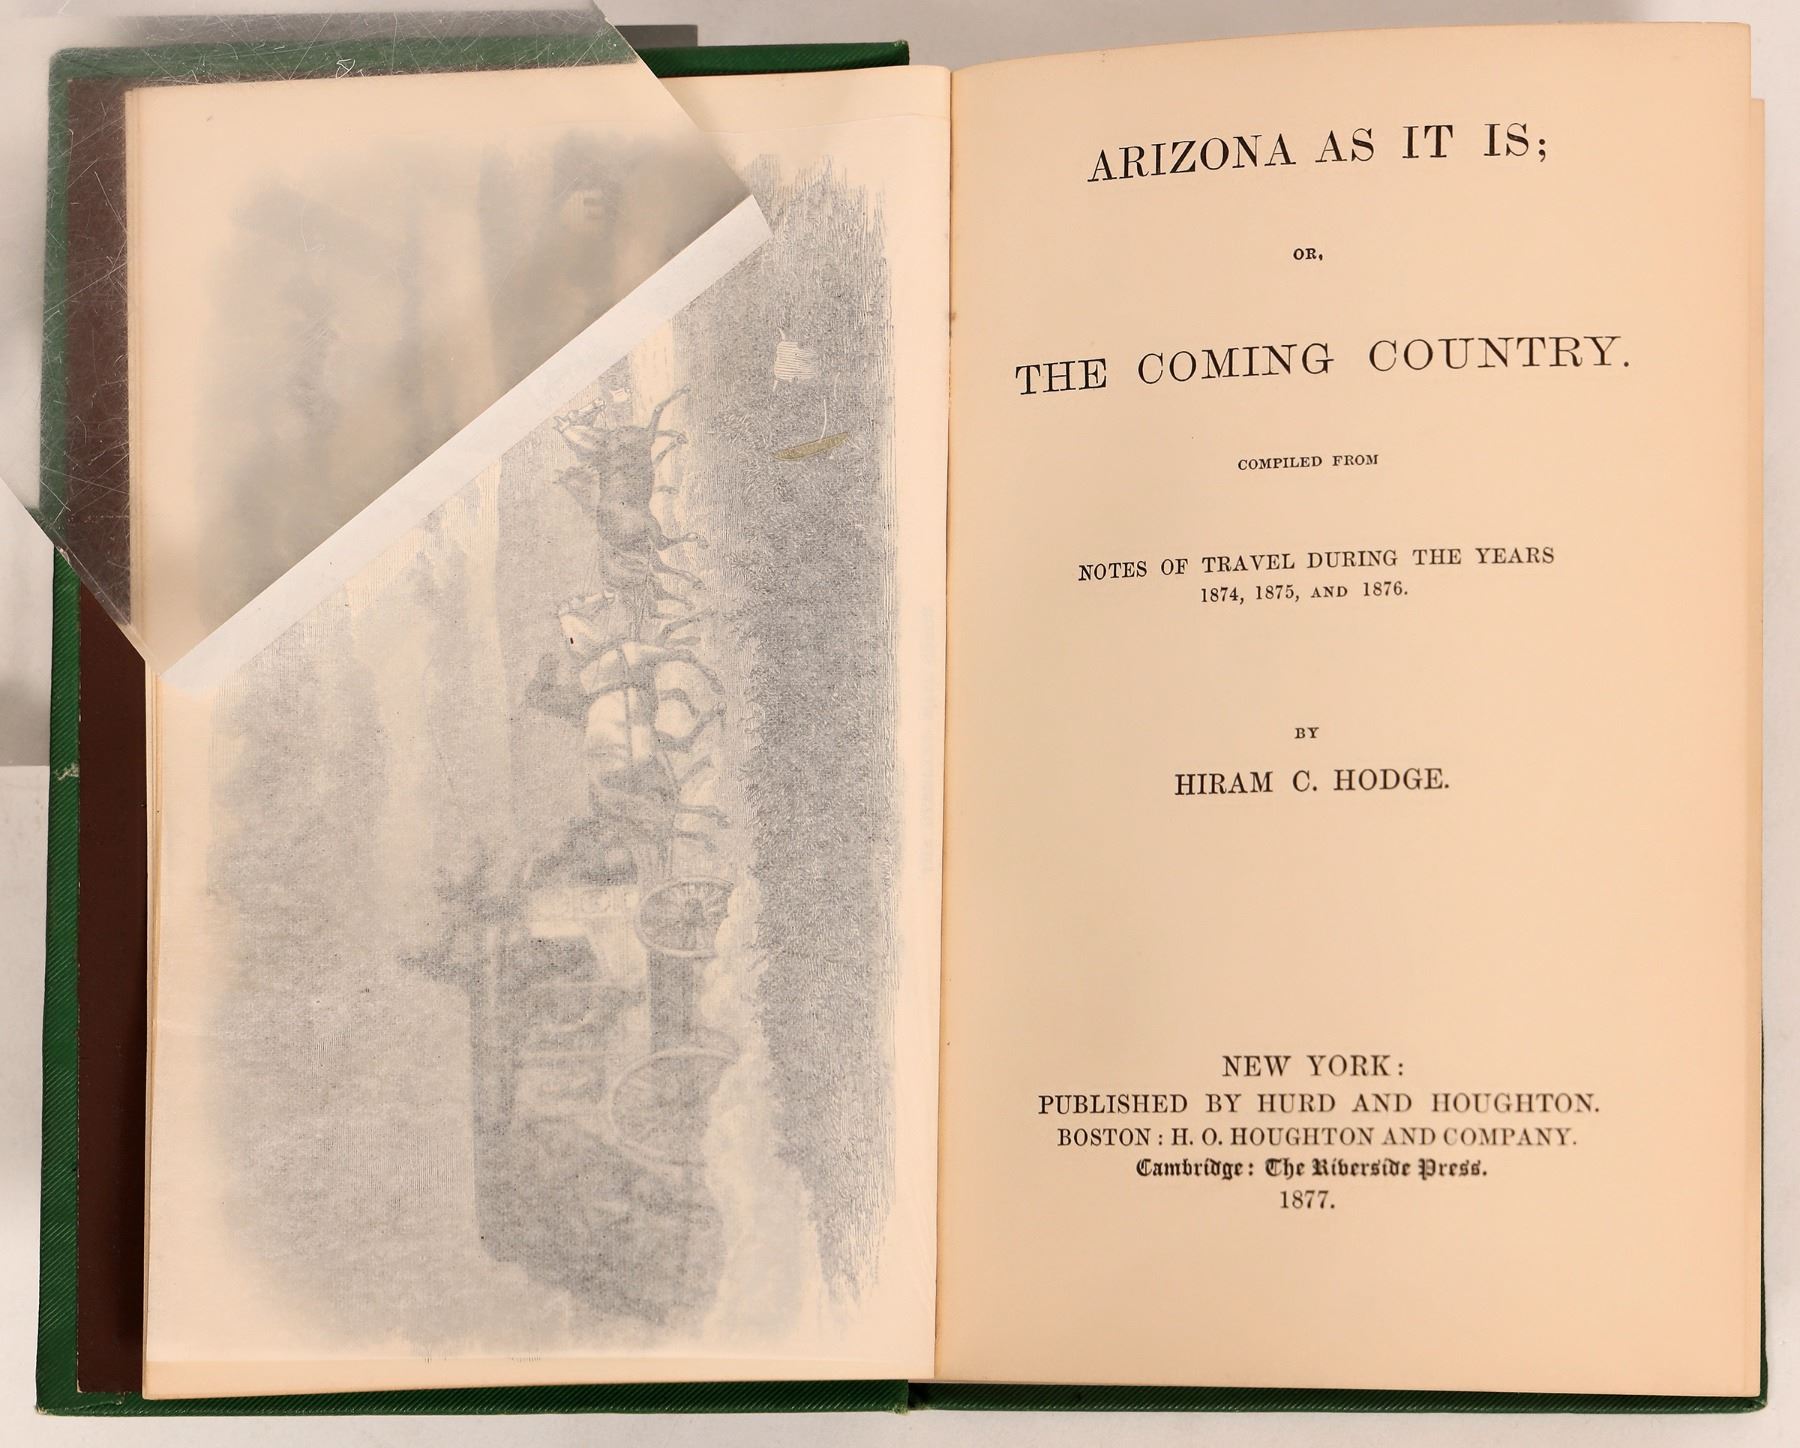 ARIZONA AS IT IS;
OR,
THE COMING COUNTRY.
COMPILED FROM
NOTES OF TRAVEL DURING THE YEARS
1874, 1875, AND 1876.
BY
HIRAM C. HODGE.
NEW YORK:
PUBLISHED BY HURD AND HOUGHTON.
BOSTON: H. O. HOUGHTON AND COMPANY.
Cambridge: The Riverside Press.
1877.